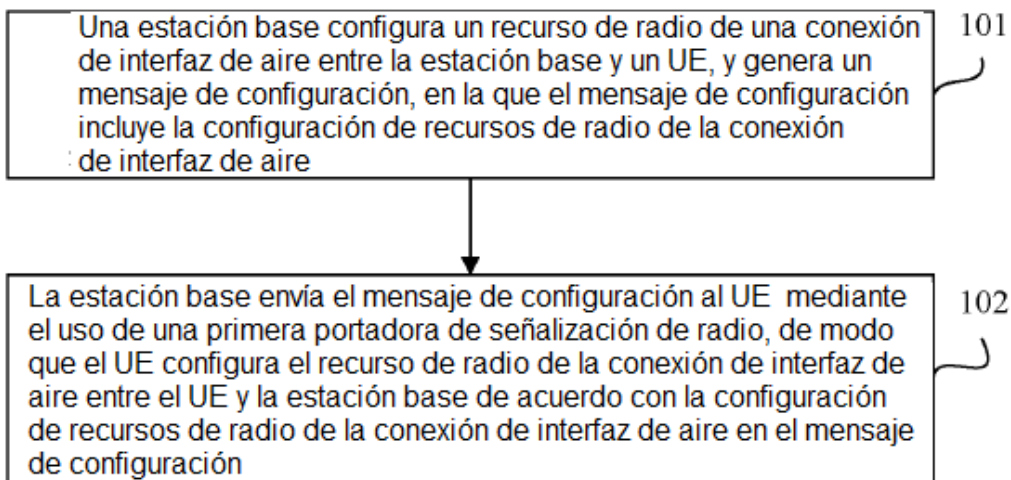 Una estación base configura un recurso de radio de una conexión
de interfaz de aire entre la estación base y un UE, y genera un
mensaje de configuración, en la que el mensaje de configuración
incluye la configuración de recursos de radio de la conexión
de interfaz de aire
101
La estación base envía el mensaje de configuración al UE mediante
el uso de una primera portadora de señalización de radio, de modo
que el UE configura el recurso de radio de la conexión de interfaz de
aire entre el UE y la estación base de acuerdo con la configuración
de recursos de radio de la conexión de interfaz de aire en el mensaje
de configuración
102